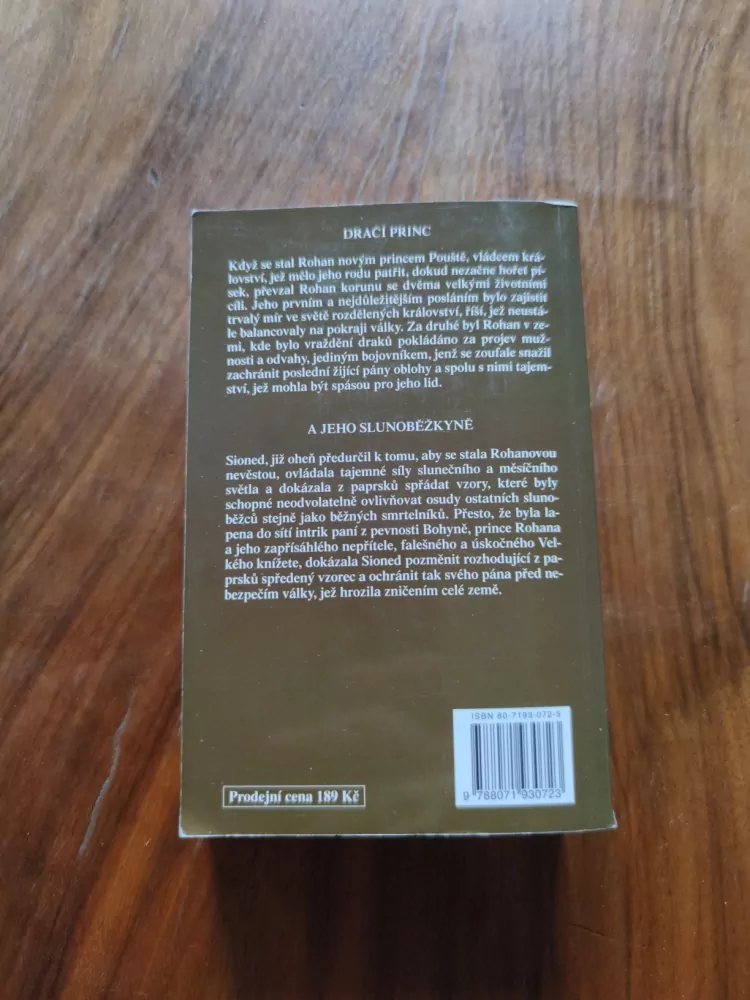 DRAČÍ PRINC
Když se stal Rohan novým princem Pouště, vládcem krá-
lovství, jež mělo jeho rodu patřit, dokud nezačne hořet pí-
sek, převzal Rohan korunu se dvěma velkými životními
cíli. Jeho prvním a nejdůležitějším posláním bylo zajistit
trvalý mír ve světě rozdělených království, říší, jež neustá-
le balancovaly na pokraji války. Za druhé byl Rohan v ze-
mi, kde bylo vraždění draků pokládáno za projev muž-
nosti a odvahy, jediným bojovníkem, jenž se zoufale snažil
zachránit poslední žijící pány oblohy a spolu s nimi tajem-
ství, jež mohla být spásou pro jeho lid.
A JEHO SLUNOBĚŽKYNĚ
Sioned, již oheň předurčil k tomu, aby se stala Rohanovou
nevěstou, ovládala tajemné síly slunečního a měsíčního
světla a dokázala z paprsků spřádat vzory, které byly
schopné neodvolatelně ovlivňovat osudy ostatních sluno-
běžců stejně jako běžných smrtelníků. Přesto, že byla la-
pena do sítí intrik paní z pevnosti Bohyně, prince Rohana
a jeho zapřísáhlého nepřítele, falešného a úskočného Vel-
kého knížete, dokázala Sioned pozměnit rozhodující z pa-
prsků spředený vzorec a ochránit tak svého pána před ne-
bezpečím války, jež hrozila zničením celé země.
ISBN 80-7193-072-5
9 788071 930723
Prodejní cena 189 Kč